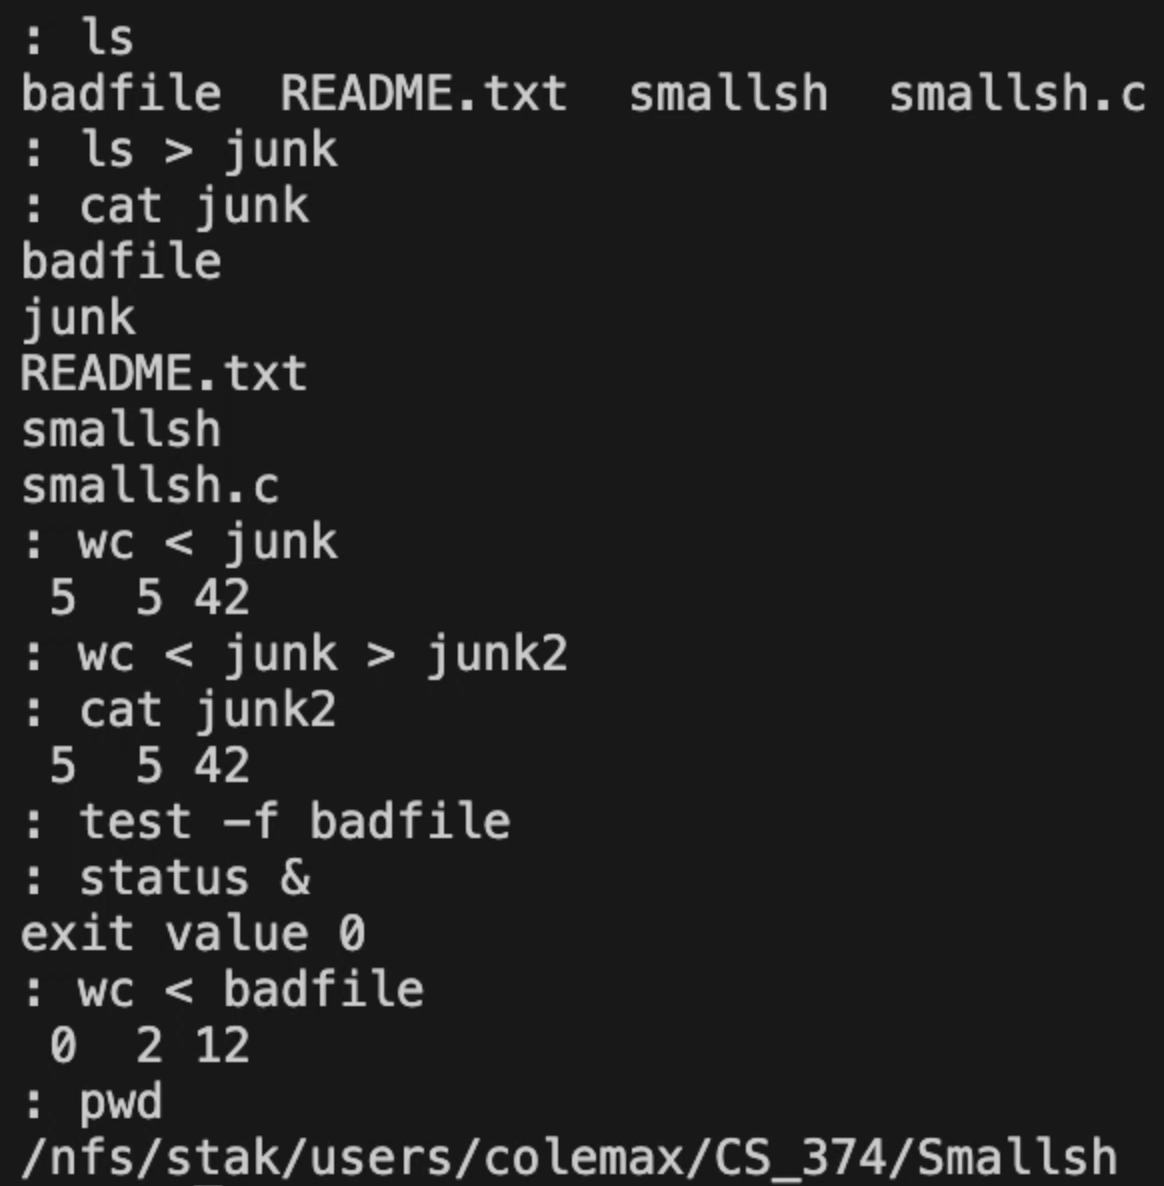 : ls
badfile  README.txt  smallsh  smallsh.c
: ls > junk
: cat junk
badfile
junk
README.txt
smallsh
smallsh.c
: wc < junk
 5  5 42
: wc < junk > junk2
: cat junk2
 5  5 42
: test -f badfile
: status &
exit value 0
: wc < badfile
 0  2 12
: pwd
/nfs/stak/users/colemax/CS_374/Smallsh